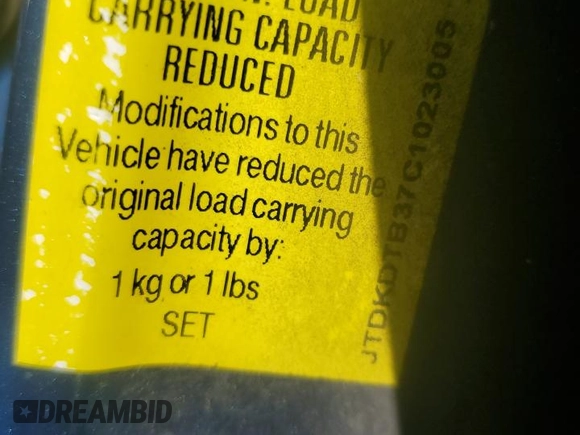 LOAD
CARRYING CAPACITY
REDUCED
Modifications to this
Vehicle have reduced the
original load carrying
capacity by:
1 kg or 1 lbs
SET
JTDKDTB37C1023005
DREAMBID